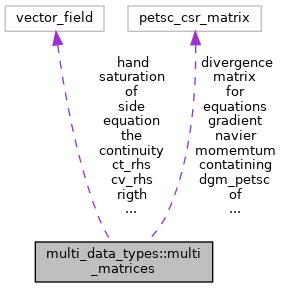 vector_field
petsc_csr_matrix
hand
saturation
of
side
equation
the
continuity
ct_rhs
cv_rhs
rigth
...
divergence
matrix
for
equations
gradient
navier
momemtum
contatining
dgm_petsc
of
...
multi_data_types::multi
_matrices